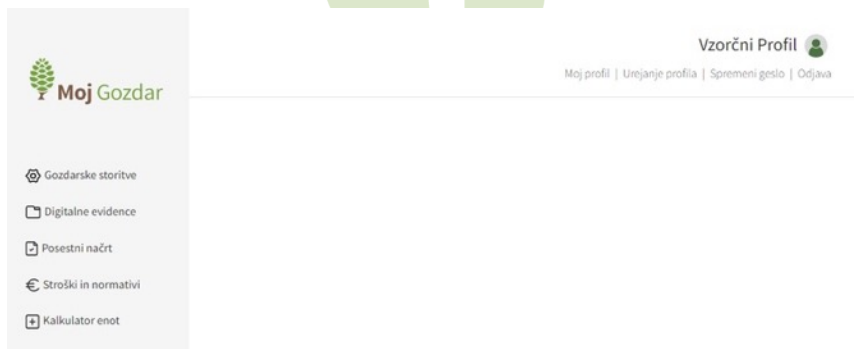 Vzorčni Profil
Moj profil | Urejanje profila | Spremeni geslo | Odjava
Moj Gozdar
Gozdarske storitve
Digitalne evidence
Posestni načrt
Stroški in normativi
Kalkulator enot